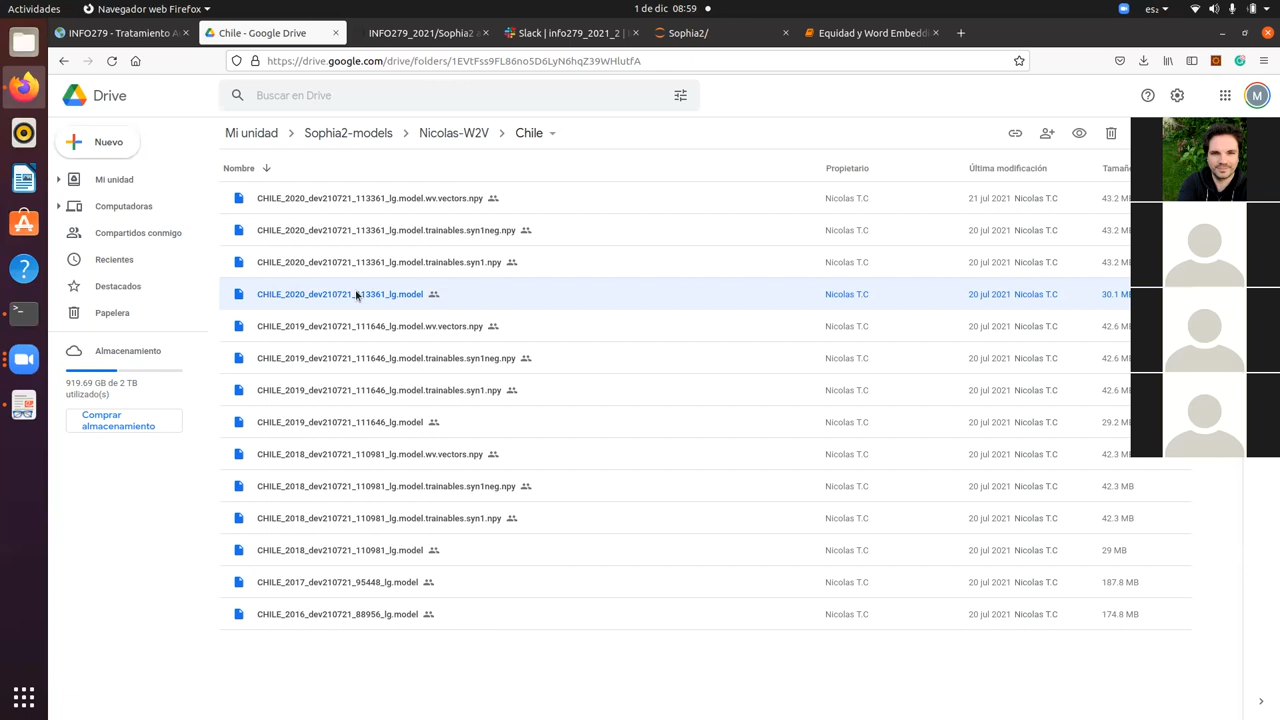 Actividades
Navegador web Firefox
1 de dic 08:59
es₂
INFO279 - Tratamiento A
Chile - Google Drive
INFO279_2021/Sophia2
Slack | info279_2021_2 |
Sophia2/
Equidad y Word Embedd
https://drive.google.com/drive/folders/1EVtFss9FL86no5D6LyN6hqZ39WHlutfA
Drive
Buscar en Drive
M
Nuevo
Mi unidad
Computadoras
Compartidos conmigo
Recientes
Destacados
Papelera
Almacenamiento
919.69 GB de 2 TB
utilizado(s)
Comprar
almacenamiento
Mi unidad > Sophia2-models > Nicolas-W2V > Chile
Nombre Propietario Última modificación Tamañ
CHILE_2020_dev210721_113361_lg.model.wv.vectors.npy Nicolas T.C 21 jul 2021 Nicolas T.C 43.2 M
CHILE_2020_dev210721_113361_lg.model.trainables.syn1neg.npy Nicolas T.C 20 jul 2021 Nicolas T.C 43.2 M
CHILE_2020_dev210721_113361_lg.model.trainables.syn1.npy Nicolas T.C 20 jul 2021 Nicolas T.C 43.2 M
CHILE_2020_dev210721_113361_lg.model Nicolas T.C 20 jul 2021 Nicolas T.C 30.1 M
CHILE_2019_dev210721_111646_lg.model.wv.vectors.npy Nicolas T.C 20 jul 2021 Nicolas T.C 42.6 M
CHILE_2019_dev210721_111646_lg.model.trainables.syn1neg.npy Nicolas T.C 20 jul 2021 Nicolas T.C 42.6 M
CHILE_2019_dev210721_111646_lg.model.trainables.syn1.npy Nicolas T.C 20 jul 2021 Nicolas T.C 42.6 M
CHILE_2019_dev210721_111646_lg.model Nicolas T.C 20 jul 2021 Nicolas T.C 29.2 M
CHILE_2018_dev210721_110981_lg.model.wv.vectors.npy Nicolas T.C 20 jul 2021 Nicolas T.C 42.3 M
CHILE_2018_dev210721_110981_lg.model.trainables.syn1neg.npy Nicolas T.C 20 jul 2021 Nicolas T.C 42.3 MB
CHILE_2018_dev210721_110981_lg.model.trainables.syn1.npy Nicolas T.C 20 jul 2021 Nicolas T.C 42.3 MB
CHILE_2018_dev210721_110981_lg.model Nicolas T.C 20 jul 2021 Nicolas T.C 29 MB
CHILE_2017_dev210721_95448_lg.model Nicolas T.C 20 jul 2021 Nicolas T.C 187.8 MB
CHILE_2016_dev210721_88956_lg.model Nicolas T.C 20 jul 2021 Nicolas T.C 174.8 MB